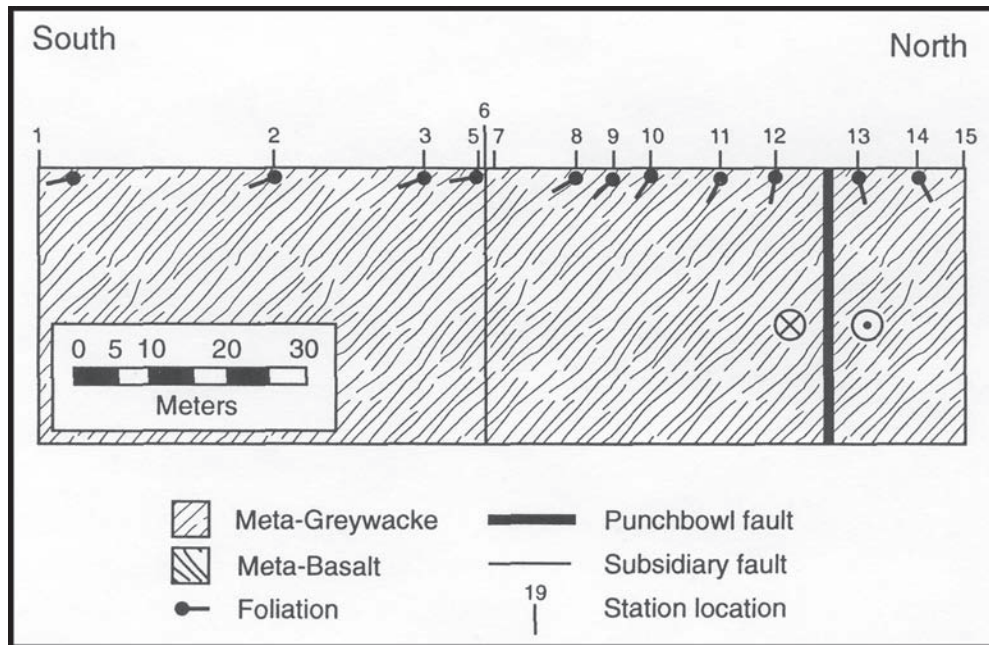 South North
6
1 2 3 5 7 8 9 10 11 12 13 14 15
0 5 10 20 30
Meters
Meta-Greywacke Punchbowl fault
Meta-Basalt Subsidiary fault
Foliation 19 Station location